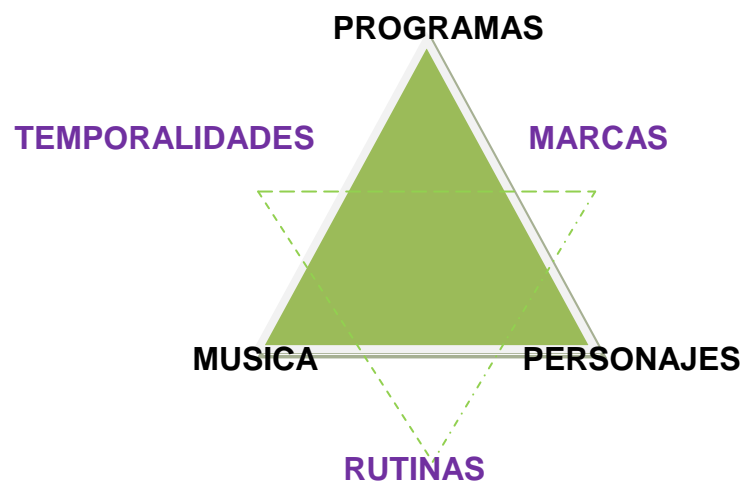 PROGRAMAS
TEMPORALIDADES
MARCAS
MUSICA
PERSONAJES
RUTINAS